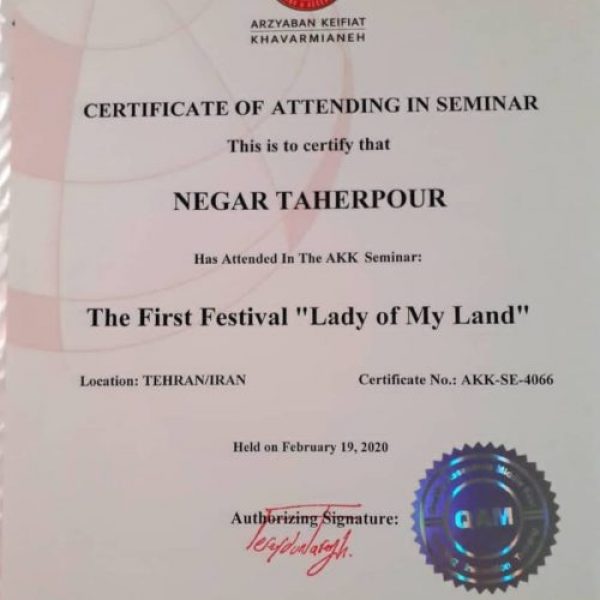 ARZYABAN KEIFIAT
KHAVARMIANEH
CERTIFICATE OF ATTENDING IN SEMINAR
This is to certify that
NEGAR TAHERPOUR
Has Attended In The AKK Seminar:
The First Festival "Lady of My Land"
Location: TEHRAN/IRAN Certificate No.: AKK-SE-4066
Held on February 19, 2020
Authorizing Signature:
QAM